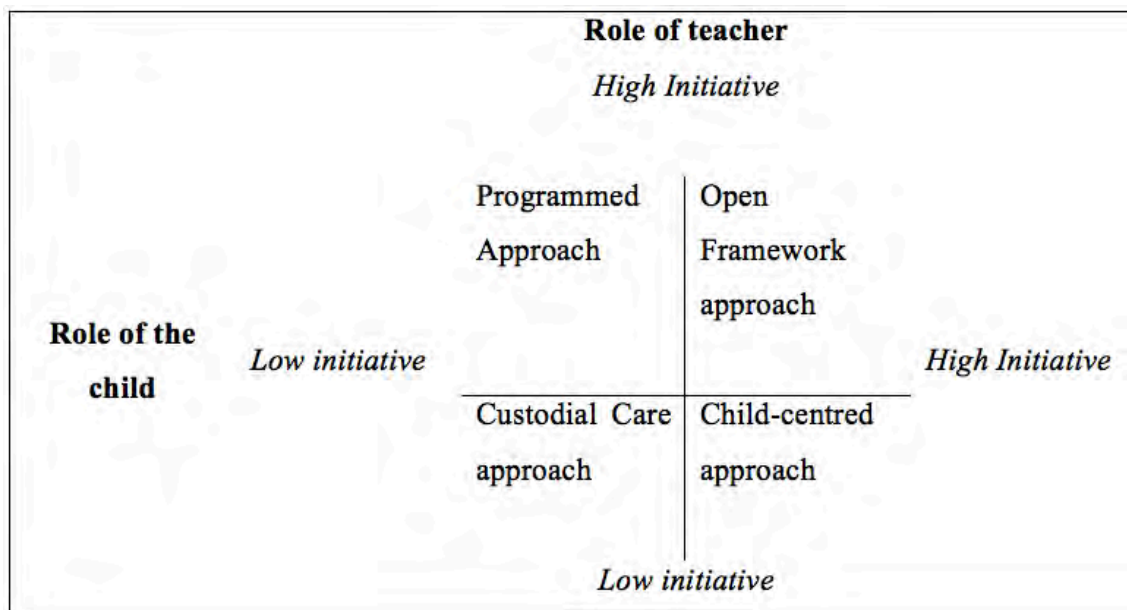 Role of teacher
High Initiative
Programmed
Approach
Open
Framework
approach
Role of the
child
Low initiative
High Initiative
Custodial Care
approach
Child-centred
approach
Low initiative